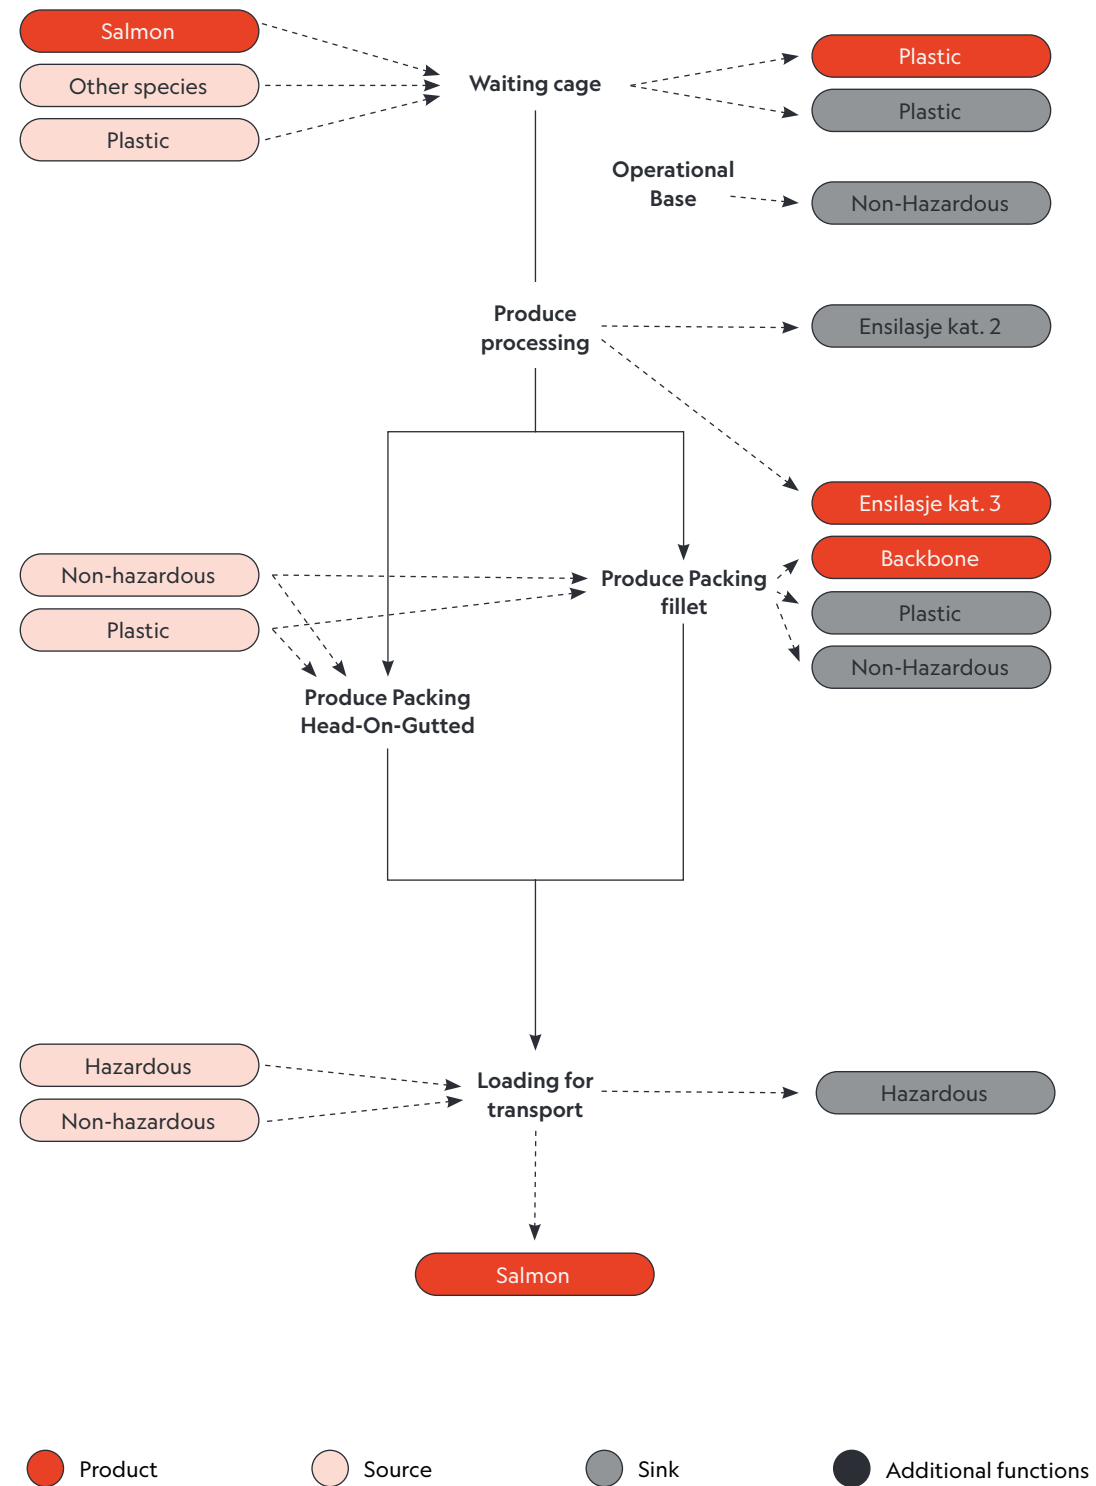 Salmon
Other species
Plastic
Waiting cage
Plastic
Plastic
Operational
Base
Non-Hazardous
Produce
processing
Ensilasje kat. 2
Ensilasje kat. 3
Backbone
Plastic
Non-Hazardous
Non-hazardous
Plastic
Produce Packing
fillet
Produce Packing
Head-On-Gutted
Hazardous
Non-hazardous
Loading for
transport
Hazardous
Salmon
Product
Source
Sink
Additional functions